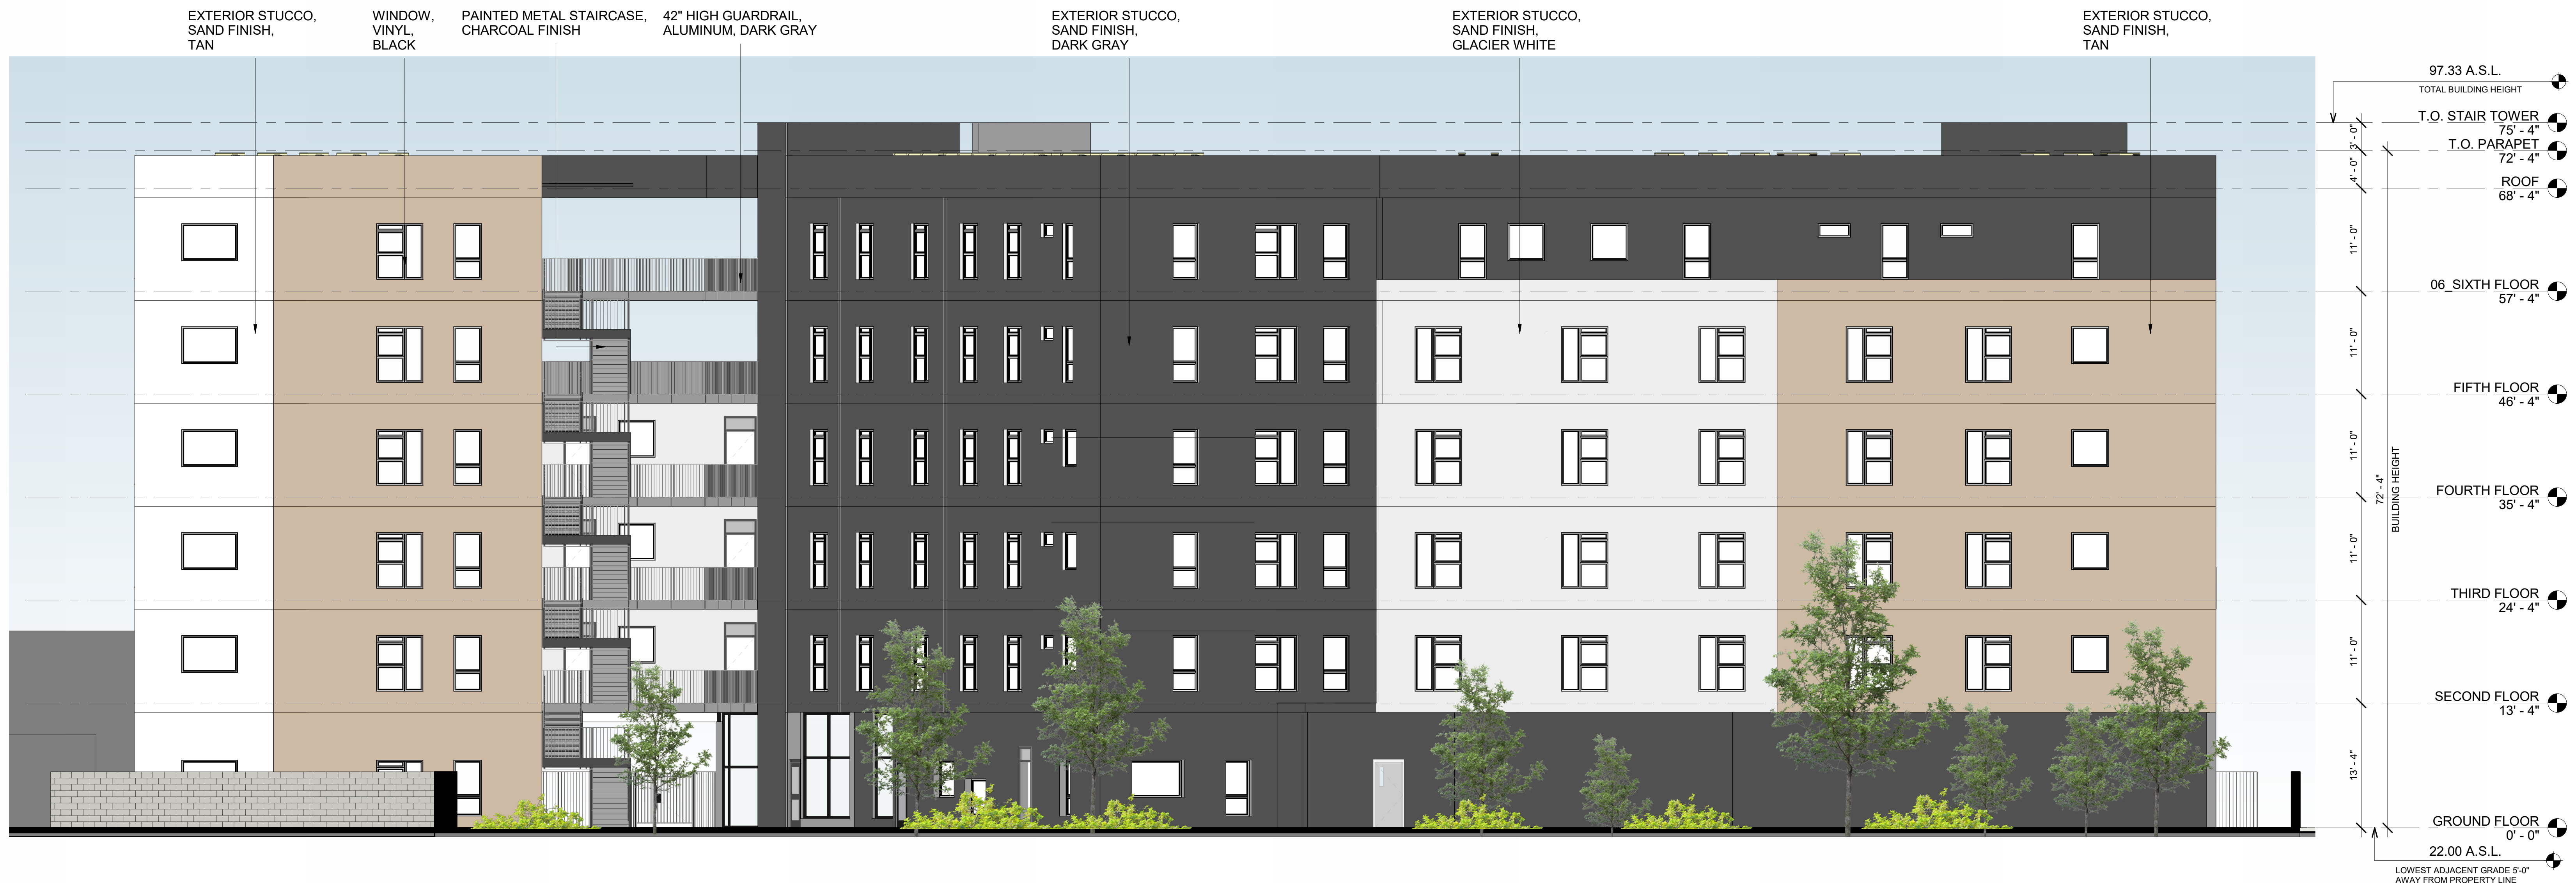 EXTERIOR STUCCO,
SAND FINISH,
TAN
WINDOW,
VINYL,
BLACK
PAINTED METAL STAIRCASE,
CHARCOAL FINISH
42" HIGH GUARDRAIL,
ALUMINUM, DARK GRAY
EXTERIOR STUCCO,
SAND FINISH,
DARK GRAY
EXTERIOR STUCCO,
SAND FINISH,
GLACIER WHITE
EXTERIOR STUCCO,
SAND FINISH,
TAN
97.33 A.S.L.
TOTAL BUILDING HEIGHT
T.O. STAIR TOWER
75' - 4"
3' - 0"
T.O. PARAPET
72' - 4"
4' - 0"
ROOF
68' - 4"
11' - 0"
06_SIXTH FLOOR
57' - 4"
11' - 0"
FIFTH FLOOR
46' - 4"
11' - 0"
72' - 4"
BUILDING HEIGHT
FOURTH FLOOR
35' - 4"
11' - 0"
THIRD FLOOR
24' - 4"
11' - 0"
SECOND FLOOR
13' - 4"
13' - 4"
GROUND FLOOR
0' - 0"
22.00 A.S.L.
LOWEST ADJACENT GRADE 5'-0"
AWAY FROM PROPERTY LINE